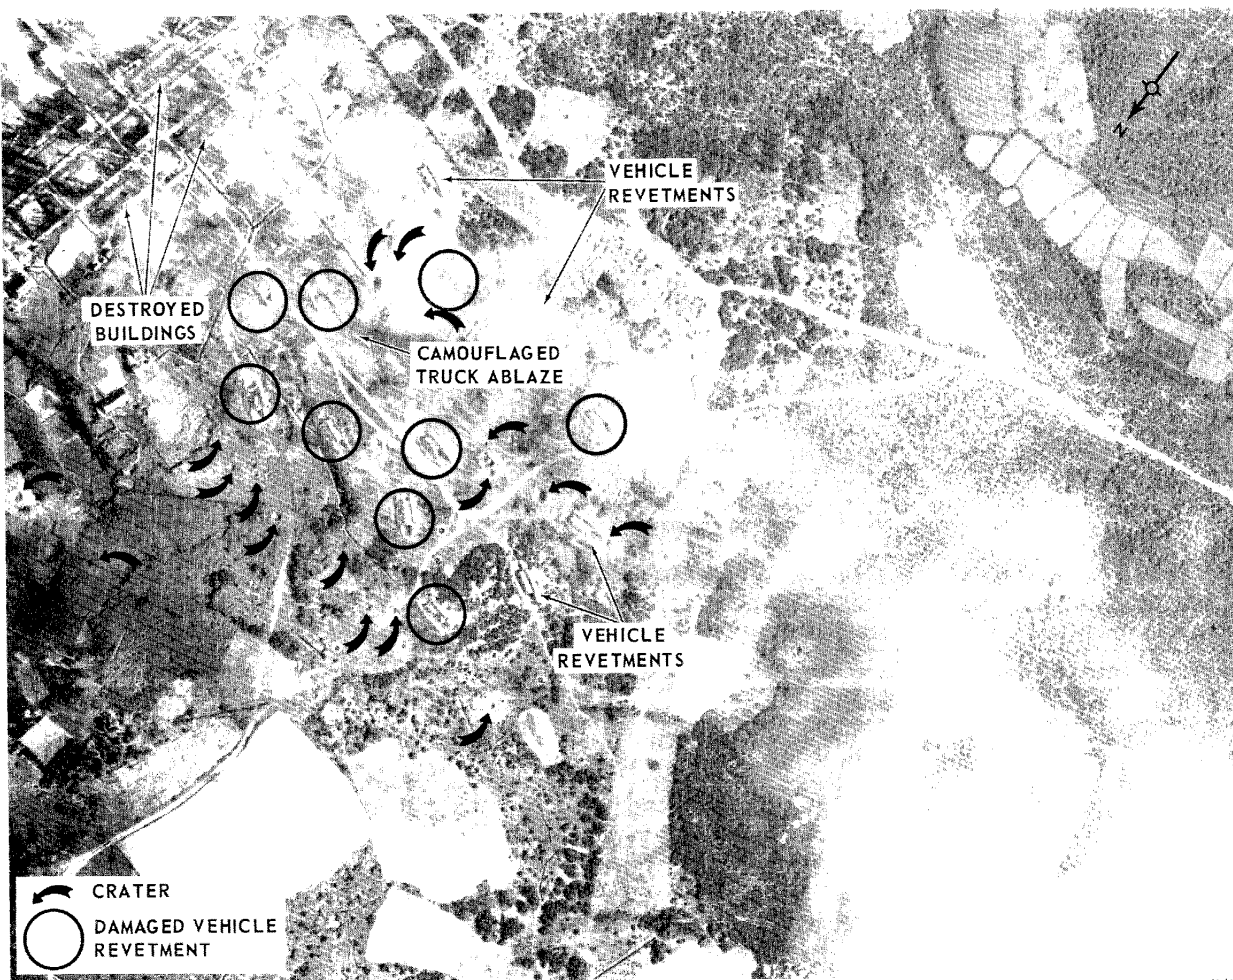 N
VEHICLE
REVETMENTS
DESTROYED
BUILDINGS
CAMOUFLAGED
TRUCK ABLAZE
VEHICLE
REVETMENTS
CRATER
DAMAGED VEHICLE
REVETMENT